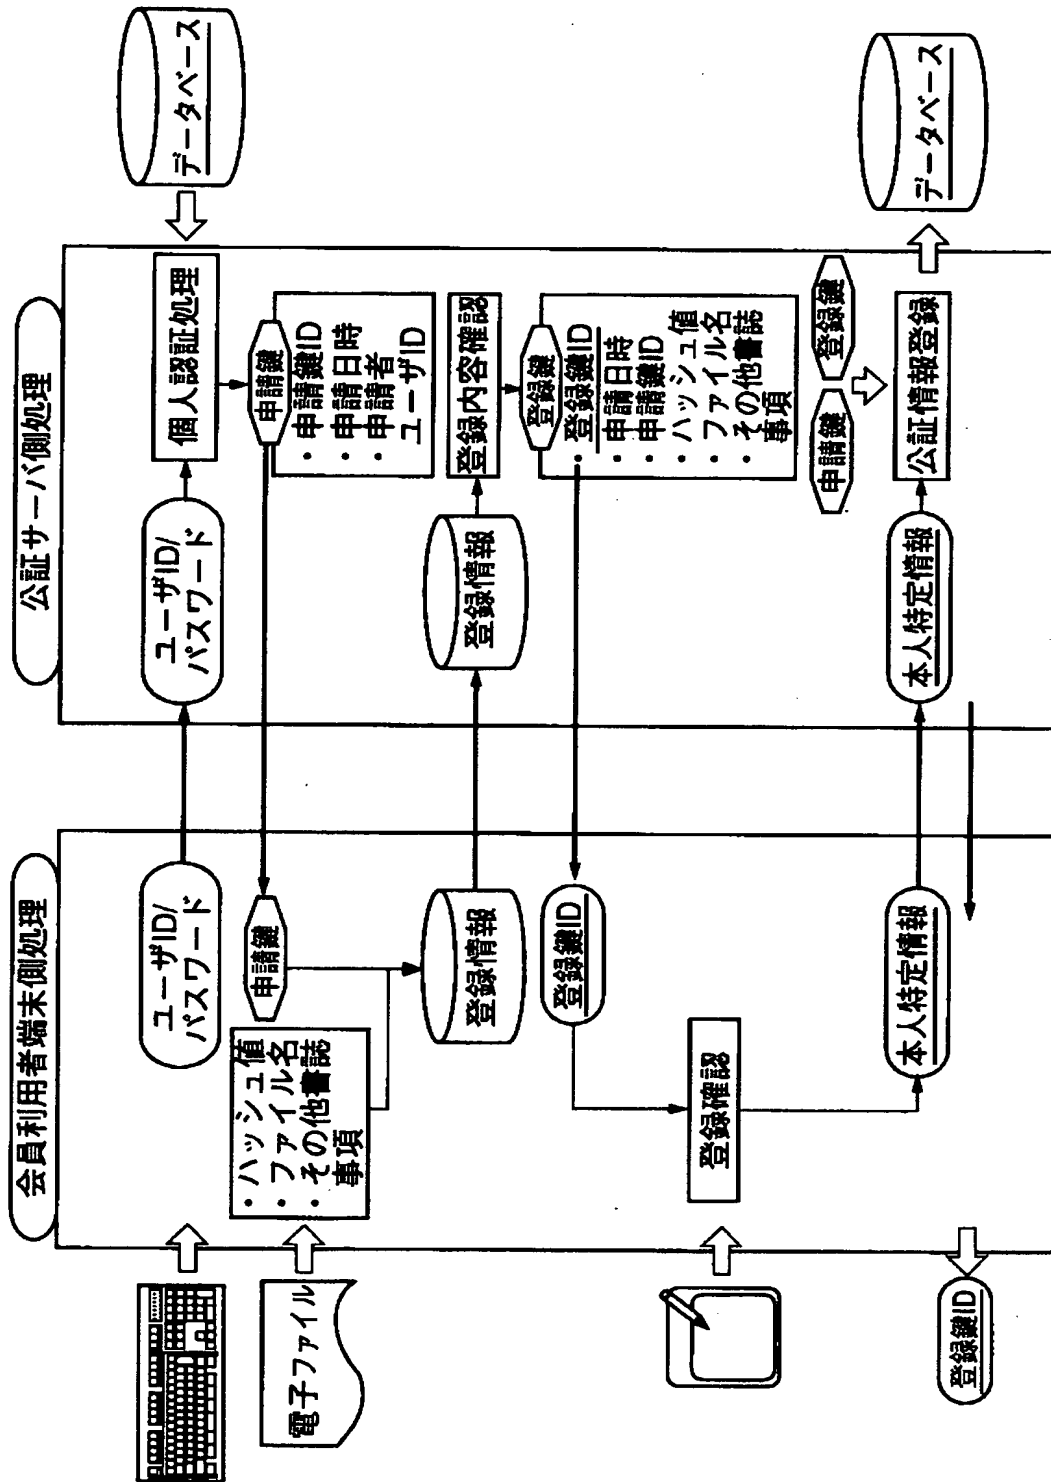 会員利用者端末側処理
公証サーバ側処理
ユーザID/
パスワード
ユーザID/
パスワード
個人認証処理
データベース
電子ファイル
・ハッシュ値
・ファイル名
・その他書誌
事項
申請鍵
申請鍵
・申請鍵ID
・申請日時
・申請者
ユーザID
登録情報
登録情報
登録内容確認
登録鍵ID
登録鍵
・登録鍵ID
・申請日時
・申請鍵ID
・ハッシュ値
・ファイル名
・その他書誌
事項
登録確認
申請鍵
登録鍵
本人特定情報
本人特定情報
公証情報登録
データベース
登録鍵ID